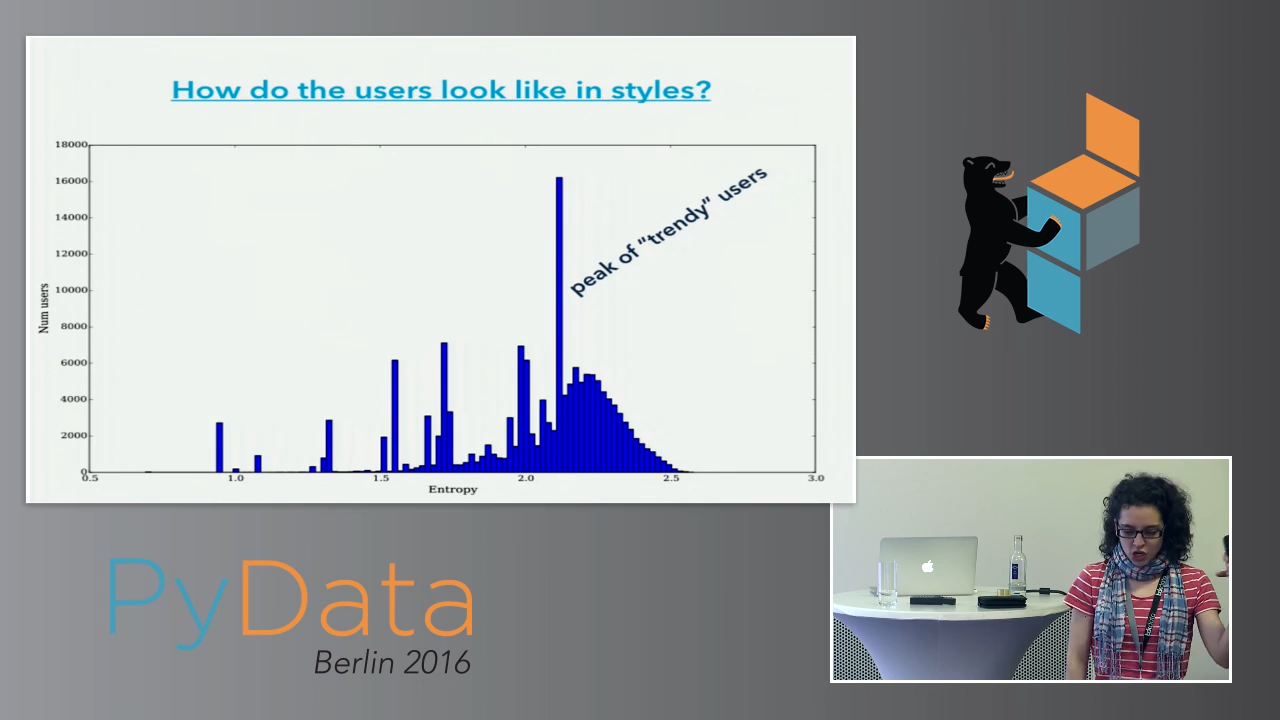 How do the users look like in styles?
18000
16000
14000
12000
10000
8000
6000
4000
2000
0
Num users
peak of "trendy" users
0.5 1.0 1.5 2.0 2.5 3.0
Entropy
PyData
Berlin 2016